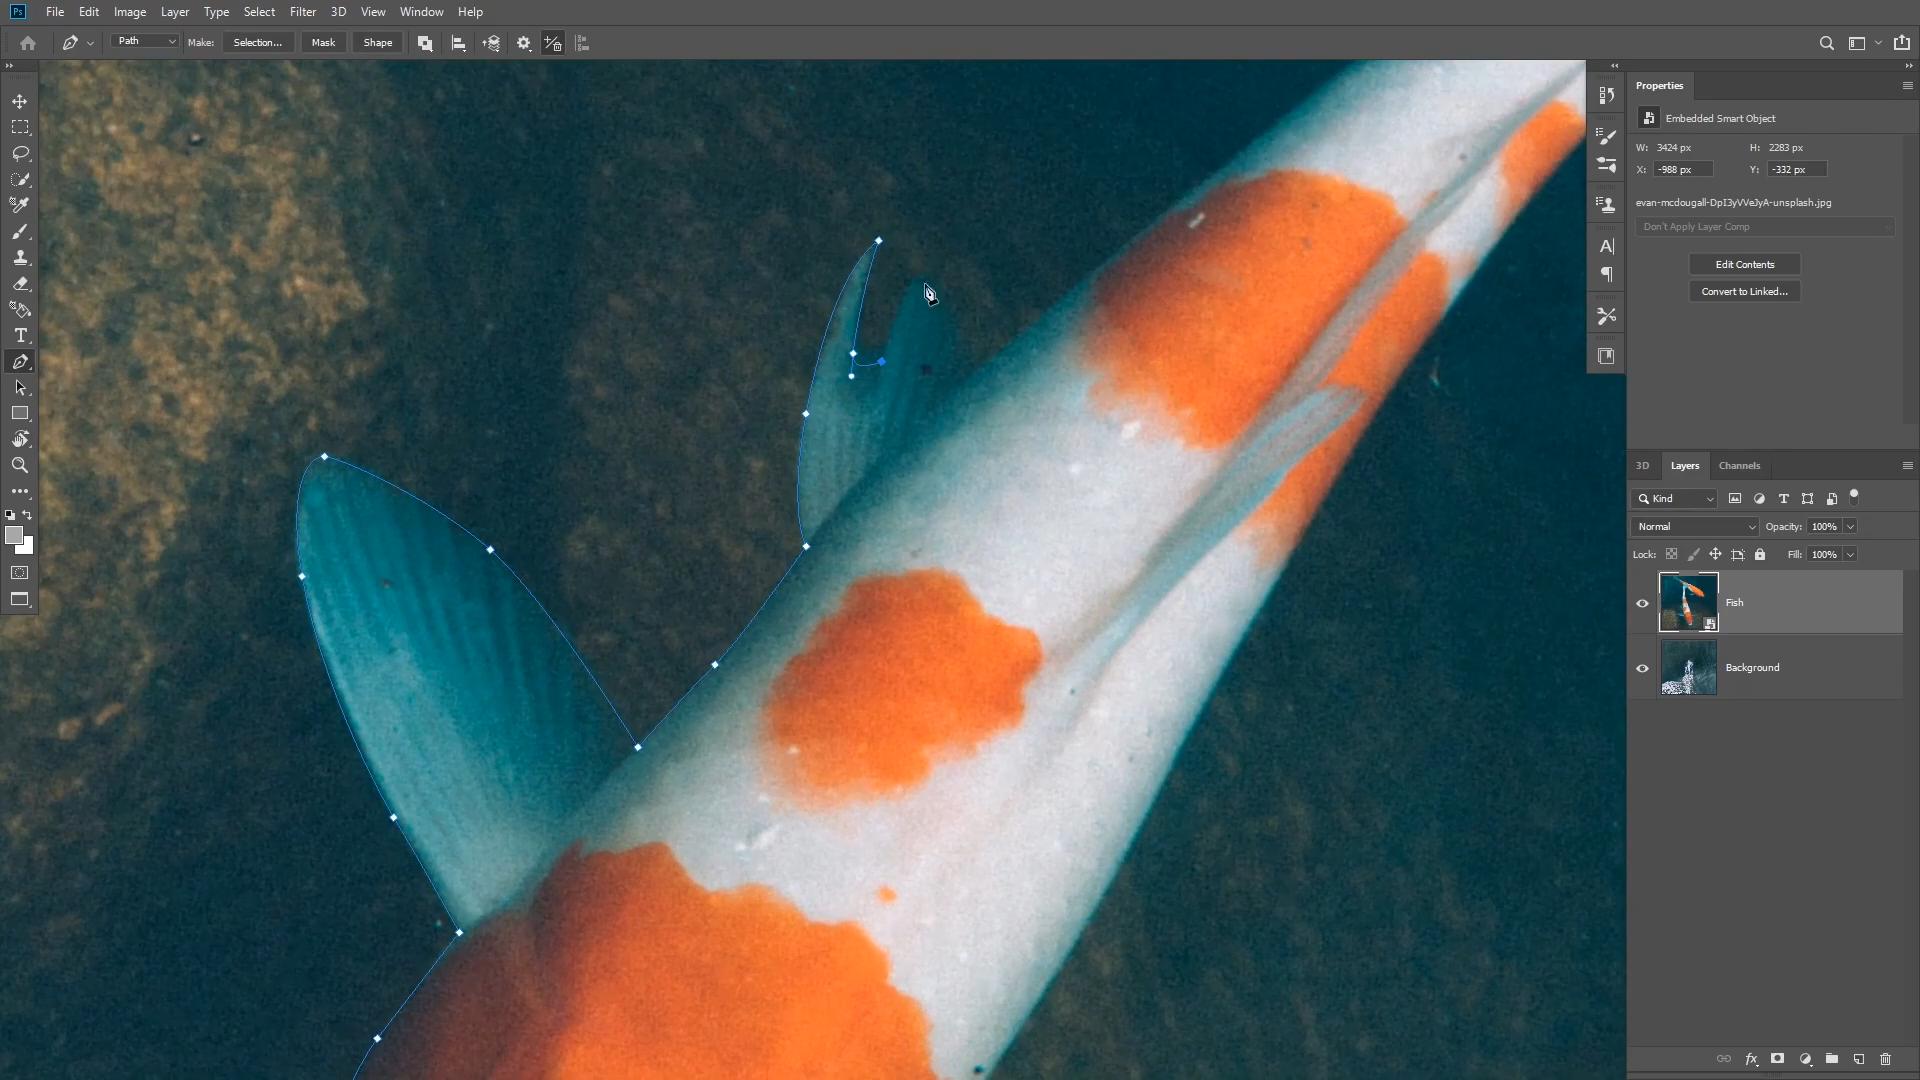 Ps File Edit Image Layer Type Select Filter 3D View Window Help
Path Make: Selection... Mask Shape
Properties
Embedded Smart Object
W: 3424 px H: 2283 px
X: -988 px Y: -332 px
evan-mcdougall-DpI3yVVeJyA-unsplash.jpg
Don't Apply Layer Comp
Edit Contents
Convert to Linked...
3D Layers Channels
Kind
Normal Opacity: 100%
Lock: Fill: 100%
Fish
Background